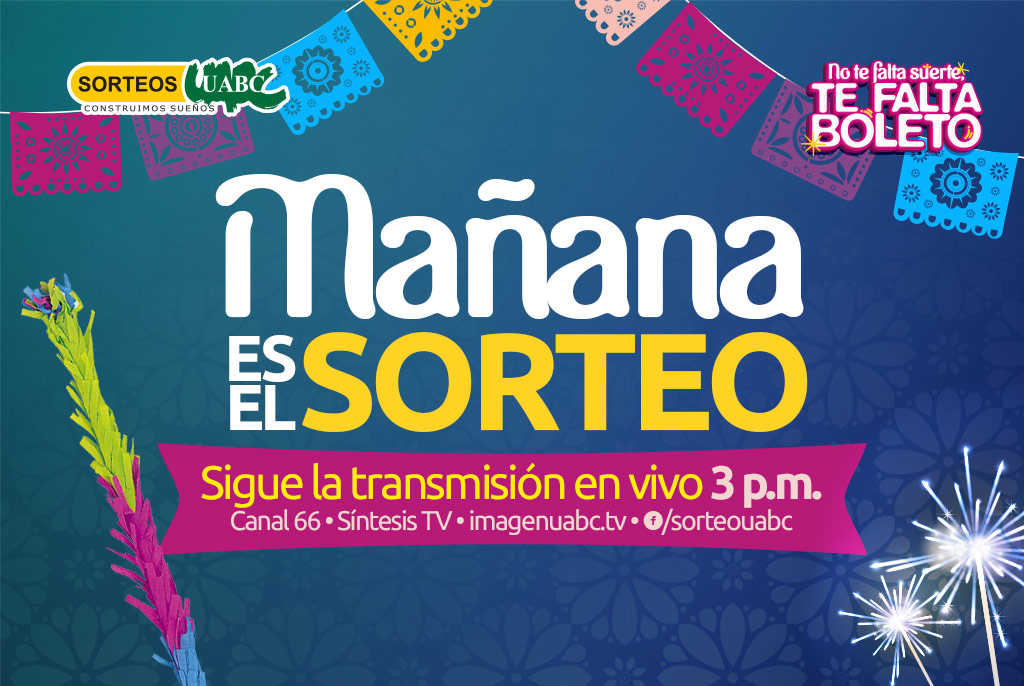 SORTEOS UABC
CONSTRUIMOS SUEÑOS
No te falta suerte,
TE FALTA
BOLETO
Mañana
ES EL SORTEO
Sigue la transmisión en vivo 3 p.m.
Canal 66 • Síntesis TV • imagenuabc.tv • f/sorteouabc